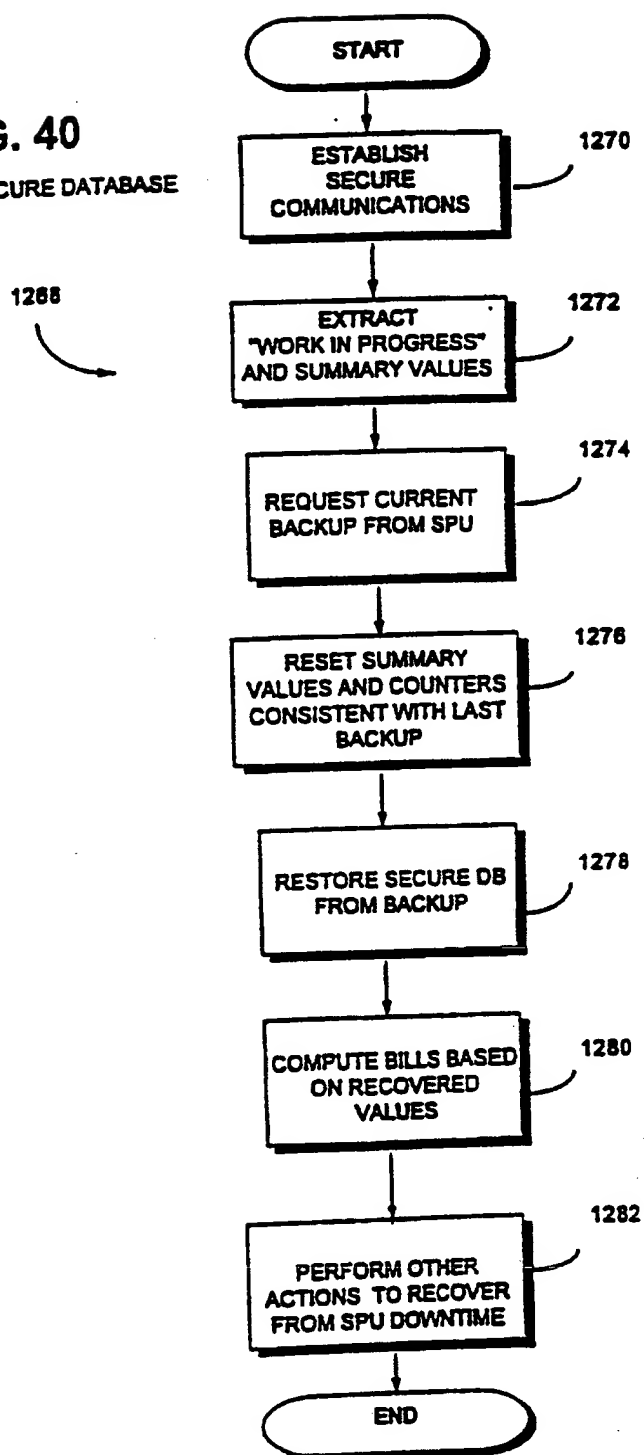 START
G. 40
CURE DATABASE
1268
ESTABLISH
SECURE
COMMUNICATIONS
1270
EXTRACT
"WORK IN PROGRESS"
AND SUMMARY VALUES
1272
REQUEST CURRENT
BACKUP FROM SPU
1274
RESET SUMMARY
VALUES AND COUNTERS
CONSISTENT WITH LAST
BACKUP
1276
RESTORE SECURE DB
FROM BACKUP
1278
COMPUTE BILLS BASED
ON RECOVERED
VALUES
1280
PERFORM OTHER
ACTIONS TO RECOVER
FROM SPU DOWNTIME
1282
END